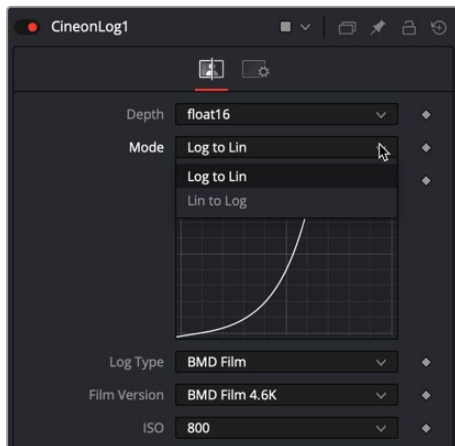 CineonLog1
Depth float16
Mode Log to Lin
Log to Lin
Lin to Log
Log Type BMD Film
Film Version BMD Film 4.6K
ISO 800